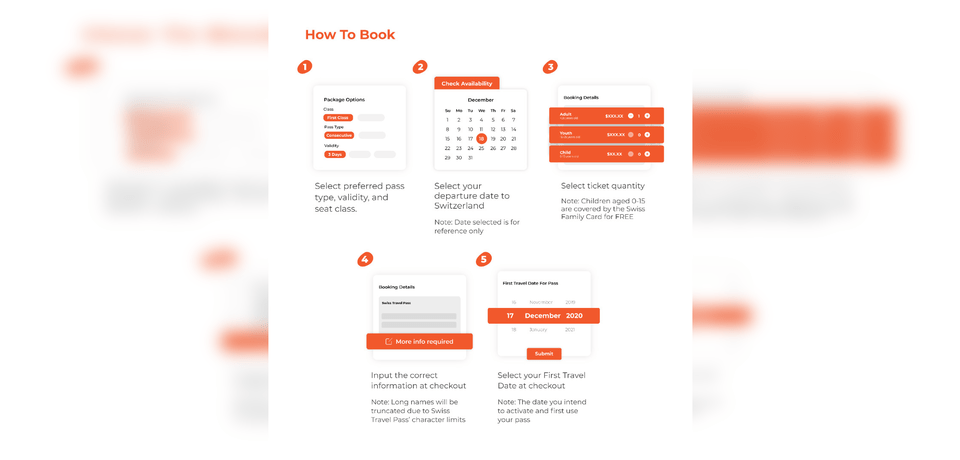 How To Book
1
Package Options
Class
First Class
Pass Type
Consecutive
Validity
3 Days
Select preferred pass
type, validity, and
seat class.
2
Check Availability
December
Su Mo Tu We Th Fr Sa
1 2 3 4 5 6 7
8 9 10 11 12 13 14
15 16 17 18 19 20 21
22 23 24 25 26 27 28
29 30 31
Select your
departure date to
Switzerland
Note: Date selected is for
reference only
3
Booking Details
Adult
$XXX.XX - 1 +
Youth
$XXX.XX 0 +
Child
$XXX.XX 0 +
Select ticket quantity
Note: Children aged 0-15
are covered by the Swiss
Family Card for FREE
4
Booking Details
Swiss Travel Pass
More info required
Input the correct
information at checkout
Note: Long names will be
truncated due to Swiss
Travel Pass' character limits
5
First Travel Date For Pass
16 November 2019
17 December 2020
18 January 2021
Submit
Select your First Travel
Date at checkout
Note: The date you intend
to activate and first use
your pass